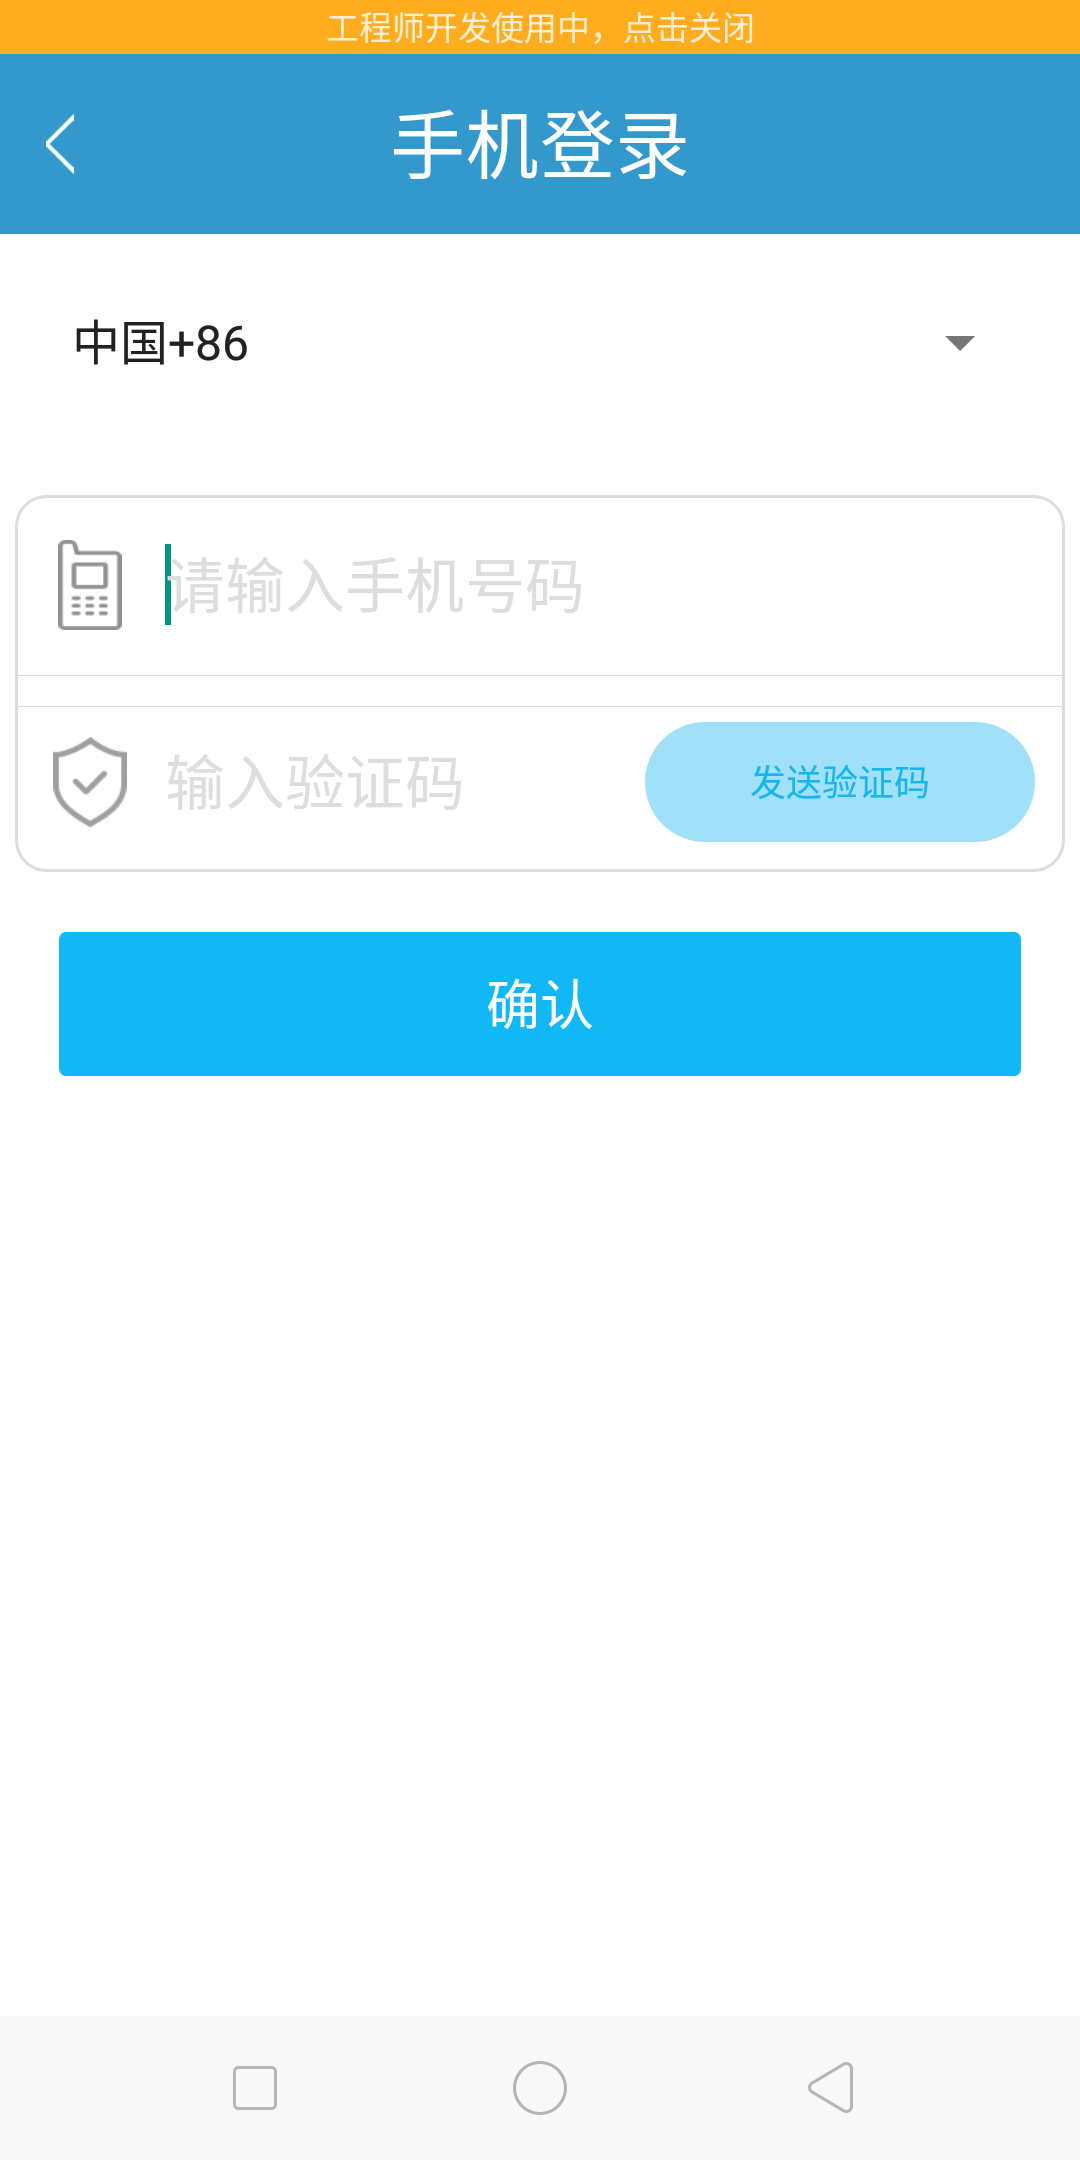 工程师开发使用中，点击关闭
手机登录
中国+86
请输入手机号码
输入验证码
发送验证码
确认